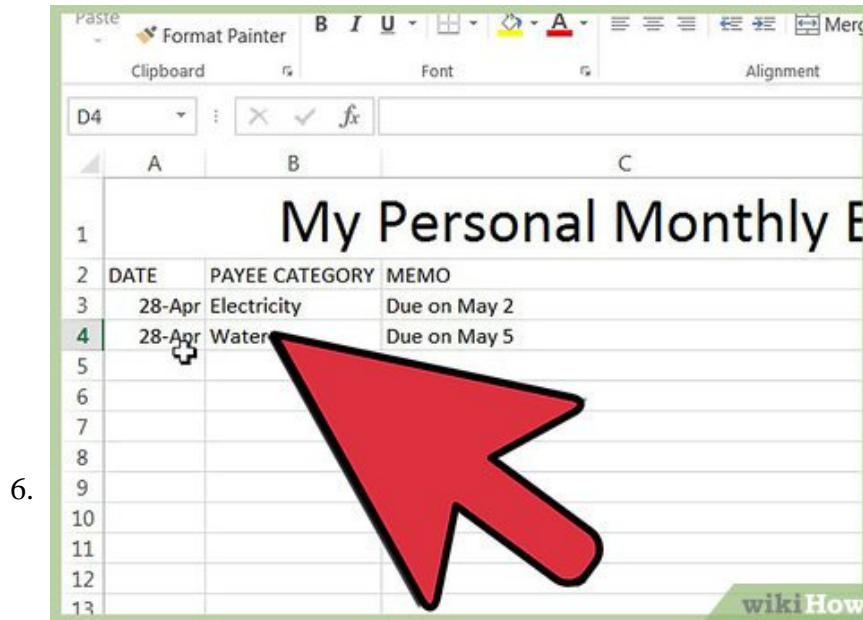 Paste
Format Painter B I U A Merg
Clipboard Font Alignment
D4 fx
A B C
1 My Personal Monthly B
2 DATE PAYEE CATEGORY MEMO
3 28-Apr Electricity Due on May 2
4 28-Apr Water Due on May 5
5
6
7
8
6. 9
10
11
12
13
wikiHow